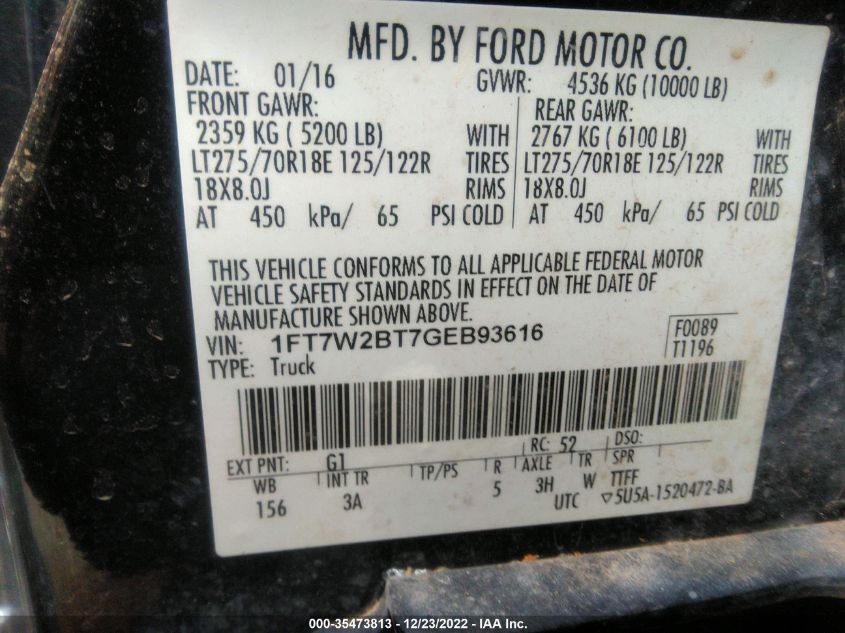 MFD. BY FORD MOTOR CO.
DATE: 01/16 GVWR: 4536 KG (10000 LB)
FRONT GAWR: REAR GAWR:
2359 KG ( 5200 LB) WITH 2767 KG ( 6100 LB) WITH
LT275/70R18E 125/122R TIRES LT275/70R18E 125/122R TIRES
18X8.0J RIMS 18X8.0J RIMS
AT 450 kPa/ 65 PSI COLD AT 450 kPa/ 65 PSI COLD
THIS VEHICLE CONFORMS TO ALL APPLICABLE FEDERAL MOTOR
VEHICLE SAFETY STANDARDS IN EFFECT ON THE DATE OF
MANUFACTURE SHOWN ABOVE.
VIN: 1FT7W2BT7GEB93616 F0089
TYPE: Truck T1196
EXT PNT: G1 RC: 52 DSO:
WB INT TR TP/PS R AXLE TR SPR
156 3A 5 3H W TTFF
UTC ▽5U5A-1520472-BA
000-35473813 - 12/23/2022 - IAA Inc.